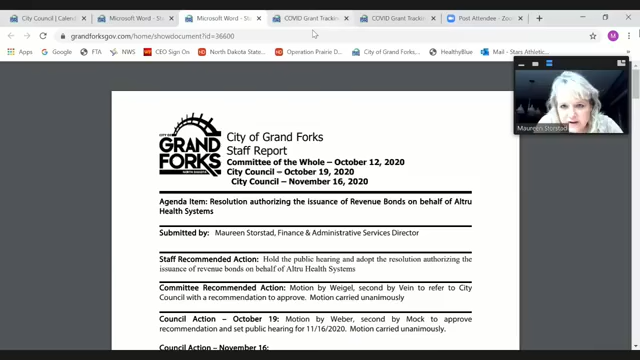 City Council | Calend
Microsoft Word - St
Microsoft Word - St
COVID Grant Trackin
COVID Grant Trackin
Post Attendee - Zoo
grandforksgov.com/home/showdocument?id=36600
FGA
FTA
NWS
CEO Sign On
North Dakota State...
Operation Prairie D...
City of Grand Forks,...
HealthyBlue
Mail - Stars Athletic...
Maureen Storstad
CITY OF
GRAND
FORKS
NORTH DAKOTA
City of Grand Forks
Staff Report
Committee of the Whole – October 12, 2020
City Council – October 19, 2020
City Council – November 16, 2020
Agenda Item: Resolution authorizing the issuance of Revenue Bonds on behalf of Altru
Health Systems
Submitted by: Maureen Storstad, Finance & Administrative Services Director
Staff Recommended Action: Hold the public hearing and adopt the resolution authorizing the
issuance of revenue bonds on behalf of Altru Health Systems
Committee Recommended Action: Motion by Weigel, second by Vein to refer to City
Council with a recommendation to approve. Motion carried unanimously
Council Action – October 19: Motion by Weber, second by Mock to approve
recommendation and set public hearing for 11/16/2020. Motion carried unanimously.
Council Action – November 16: